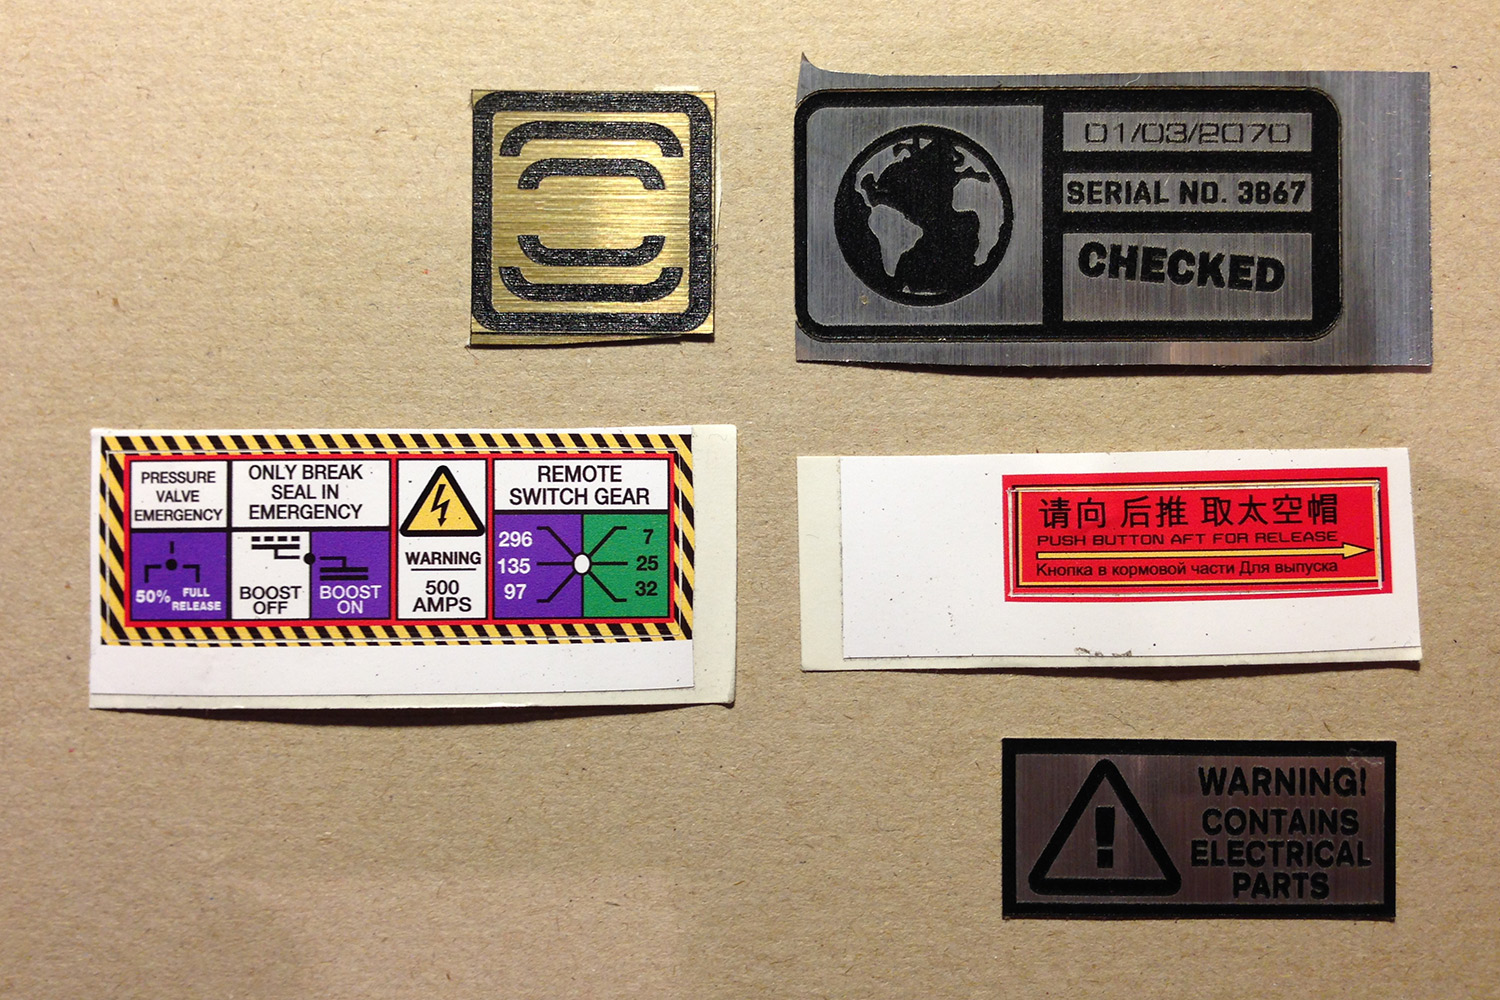 01/03/2070
SERIAL NO. 3867
CHECKED
PRESSURE
VALVE
EMERGENCY
50% FULL
RELEASE
ONLY BREAK
SEAL IN
EMERGENCY
BOOST
OFF
BOOST
ON
WARNING
500
AMPS
REMOTE
SWITCH GEAR
296 7
135 25
97 32
请向 后推 取太空帽
PUSH BUTTON AFT FOR RELEASE
Кнопка в кормовой части Для выпуска
WARNING!
CONTAINS
ELECTRICAL
PARTS